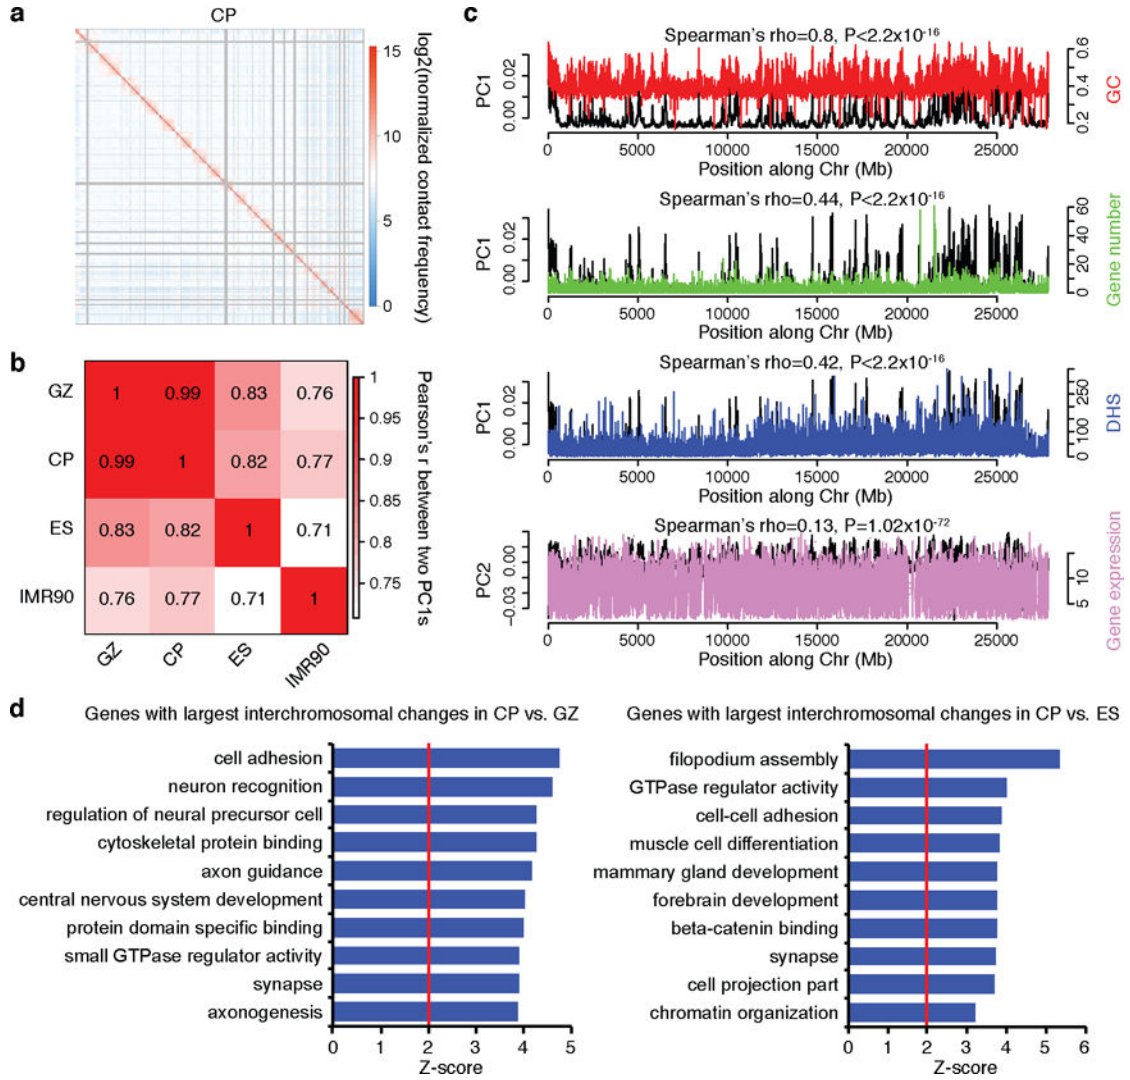 a
CP
15
10
5
0
log2(normalized contact frequency)
b
GZ
CP
ES
IMR90
1 0.99 0.83 0.76
0.99 1 0.82 0.77
0.83 0.82 1 0.71
0.76 0.77 0.71 1
GZ CP ES IMR90
1
0.95
0.9
0.85
0.8
0.75
Pearson's r between two PC1s
c
Spearman's rho=0.8, P<2.2x10-16
PC1
0.02
0.00
0.6
0.4
0.2
GC
0 5000 10000 15000 20000 25000
Position along Chr (Mb)
Spearman's rho=0.44, P<2.2x10-16
PC1
0.02
0.00
60
40
20
0
Gene number
0 5000 10000 15000 20000 25000
Position along Chr (Mb)
Spearman's rho=0.42, P<2.2x10-16
PC1
0.02
0.00
250
100
0
DHS
0 5000 10000 15000 20000 25000
Position along Chr (Mb)
Spearman's rho=0.13, P=1.02x10-72
PC2
0.00
−0.03
10
5
Gene expression
0 5000 10000 15000 20000 25000
Position along Chr (Mb)
d
Genes with largest interchromosomal changes in CP vs. GZ
cell adhesion
neuron recognition
regulation of neural precursor cell
cytoskeletal protein binding
axon guidance
central nervous system development
protein domain specific binding
small GTPase regulator activity
synapse
axonogenesis
0 1 2 3 4 5
Z-score
Genes with largest interchromosomal changes in CP vs. ES
filopodium assembly
GTPase regulator activity
cell-cell adhesion
muscle cell differentiation
mammary gland development
forebrain development
beta-catenin binding
synapse
cell projection part
chromatin organization
0 1 2 3 4 5 6
Z-score